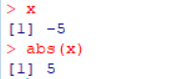 > x
[1] -5
> abs(x)
[1] 5